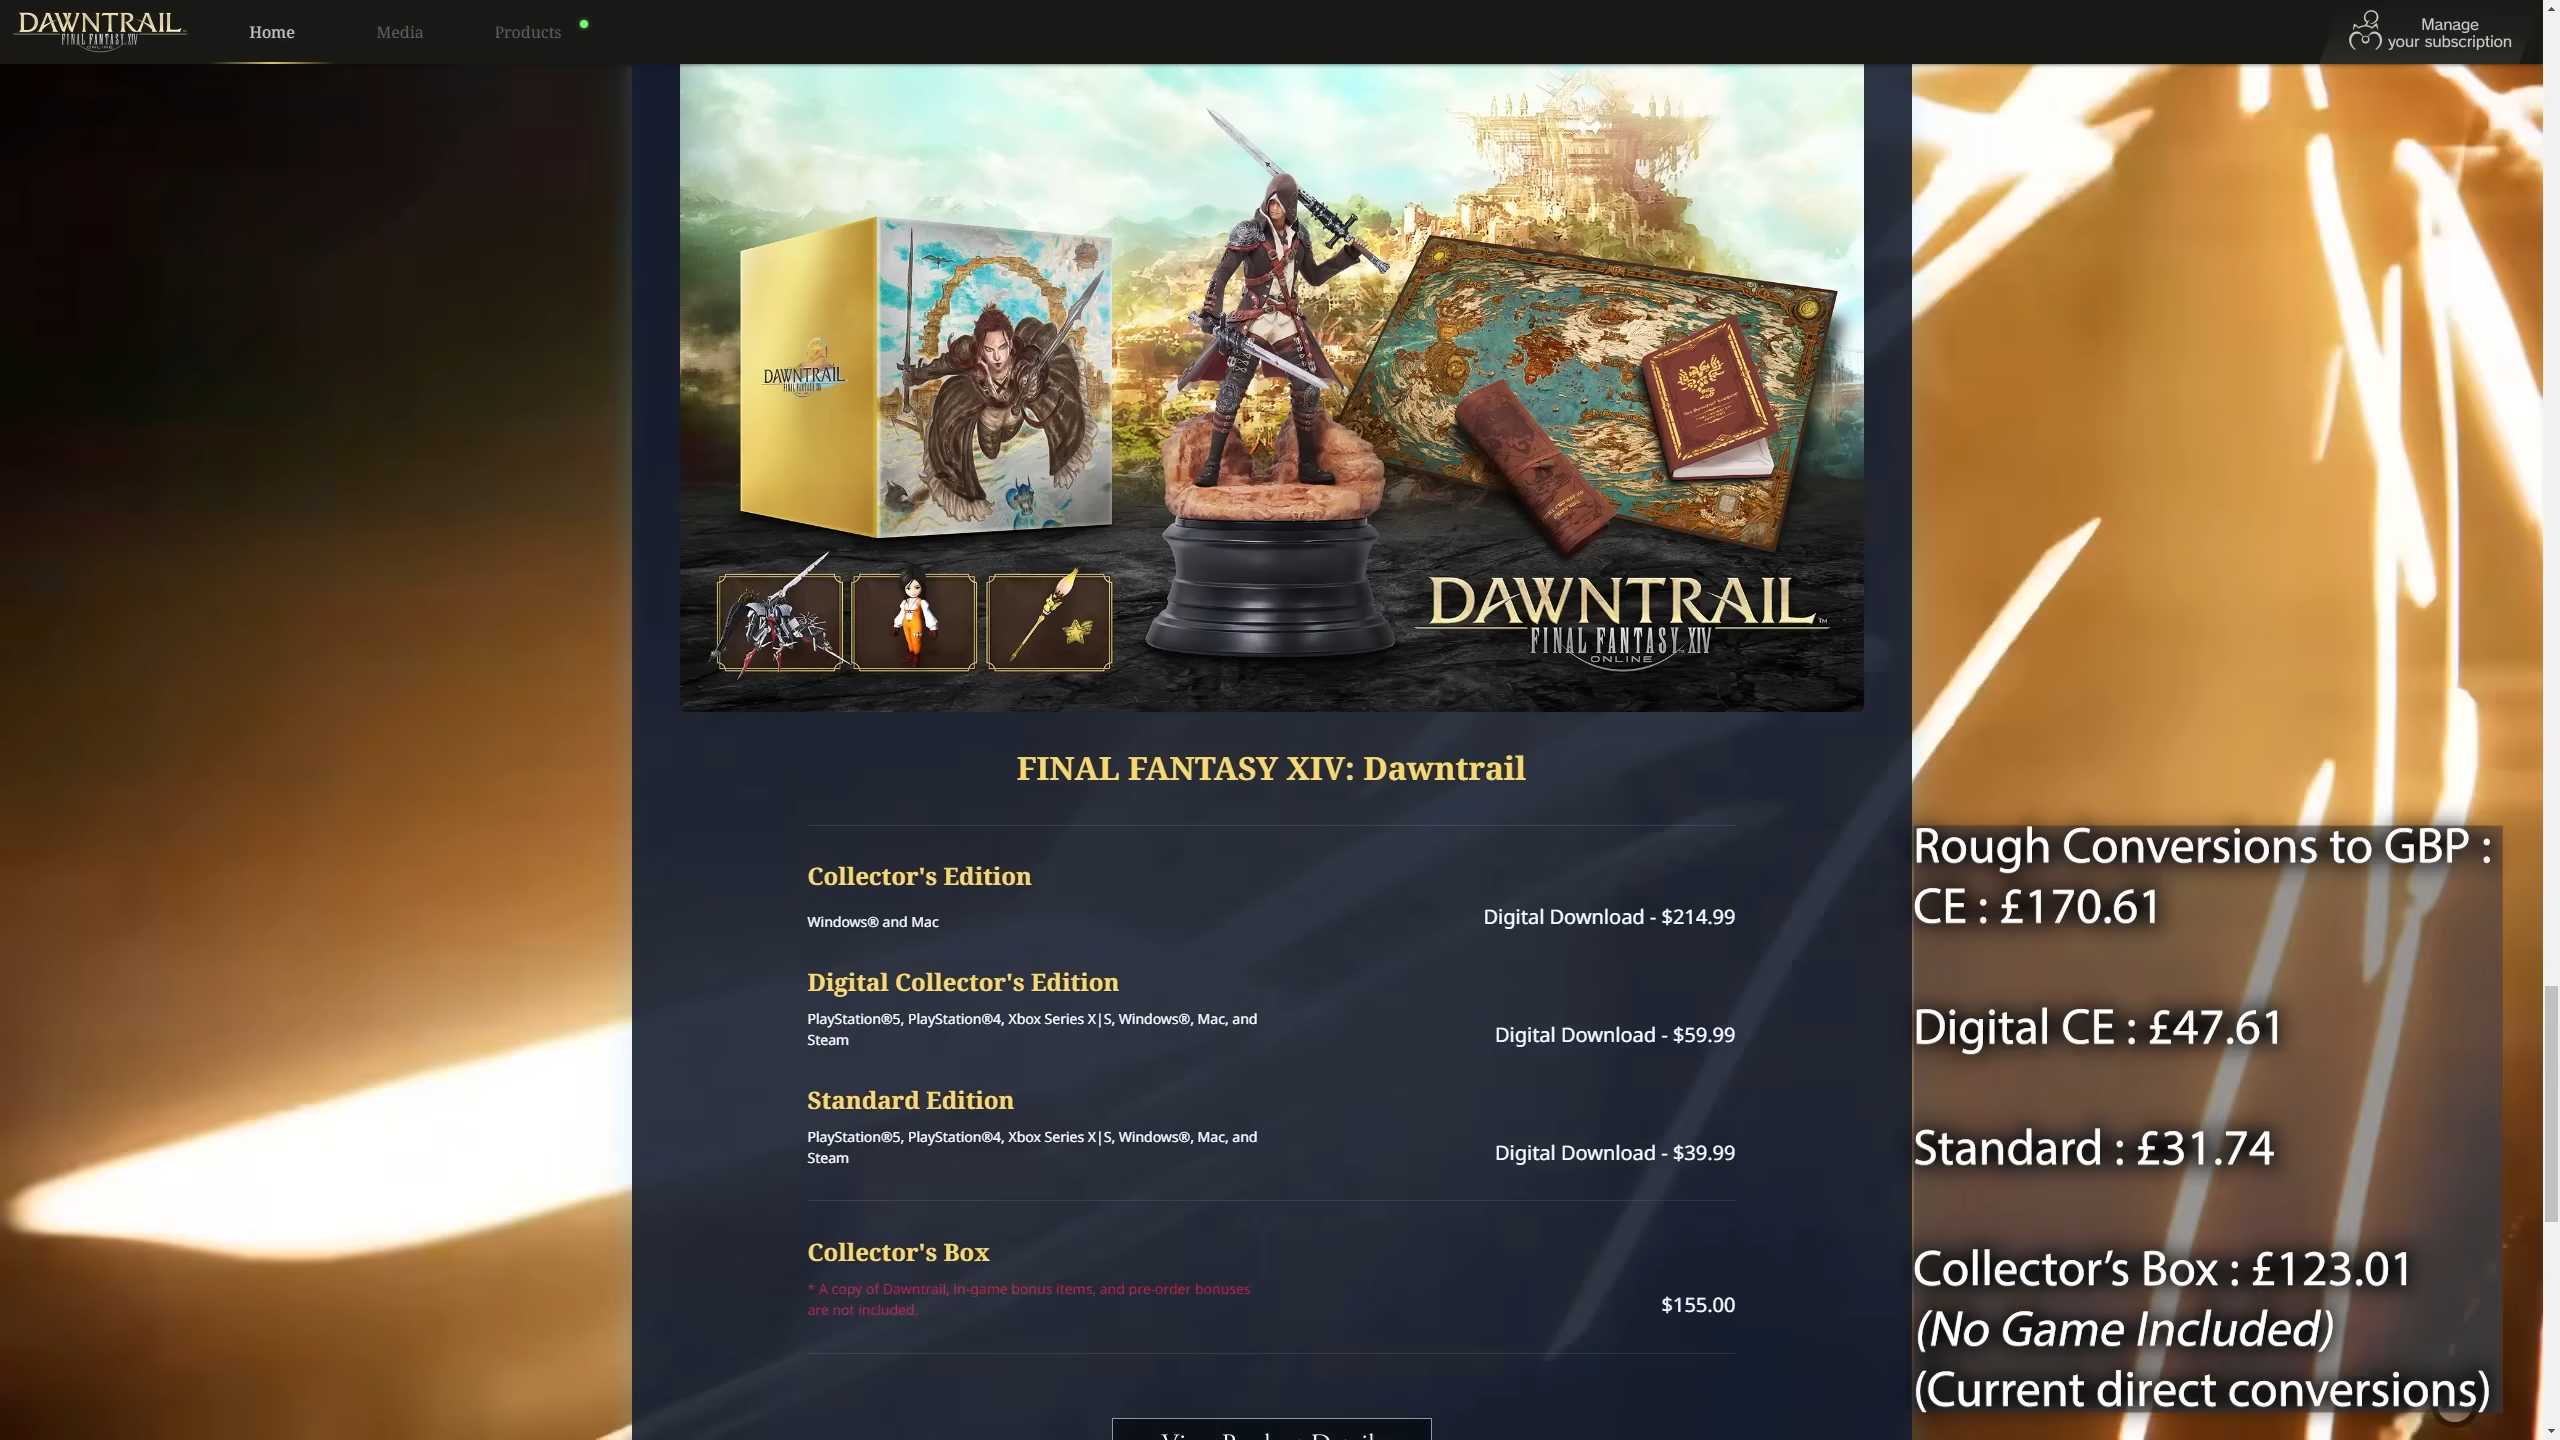 DAWNTRAIL
FINAL FANTASY XIV
ONLINE
Home
Media
Products
Manage
your subscription
DAWNTRAIL
FINAL FANTASY XIV
DAWNTRAIL™
FINAL FANTASY XIV
ONLINE
FINAL FANTASY XIV: Dawntrail
Collector's Edition
Windows® and Mac
Digital Download - $214.99
Digital Collector's Edition
PlayStation®5, PlayStation®4, Xbox Series X|S, Windows®, Mac, and
Steam
Digital Download - $59.99
Standard Edition
PlayStation®5, PlayStation®4, Xbox Series X|S, Windows®, Mac, and
Steam
Digital Download - $39.99
Collector's Box
* A copy of Dawntrail, in-game bonus items, and pre-order bonuses
are not included.
$155.00
Rough Conversions to GBP :
CE : £170.61
Digital CE : £47.61
Standard : £31.74
Collector’s Box : £123.01
(No Game Included)
(Current direct conversions)